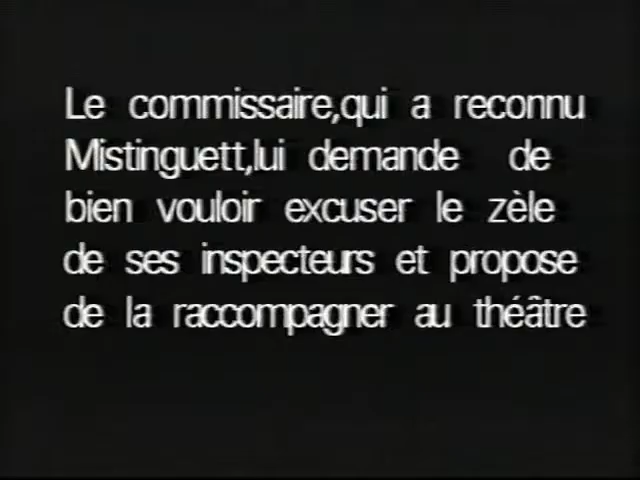 Le commissaire,qui a reconnu
Mistinguett,lui demande de
bien vouloir excuser le zèle
de ses inspecteurs et propose
de la raccompagner au théâtre